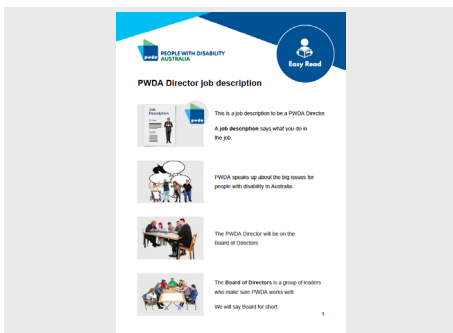 pwda
PEOPLE WITH DISABILITY
AUSTRALIA
Easy Read
PWDA Director job description
Job
Description
pwda
This is a job description to be a PWDA Director.
A job description says what you do in
the job.
PWDA speaks up about the big issues for
people with disability in Australia.
The PWDA Director will be on the
Board of Directors.
The Board of Directors is a group of leaders
who make sure PWDA works well.
We will say Board for short.